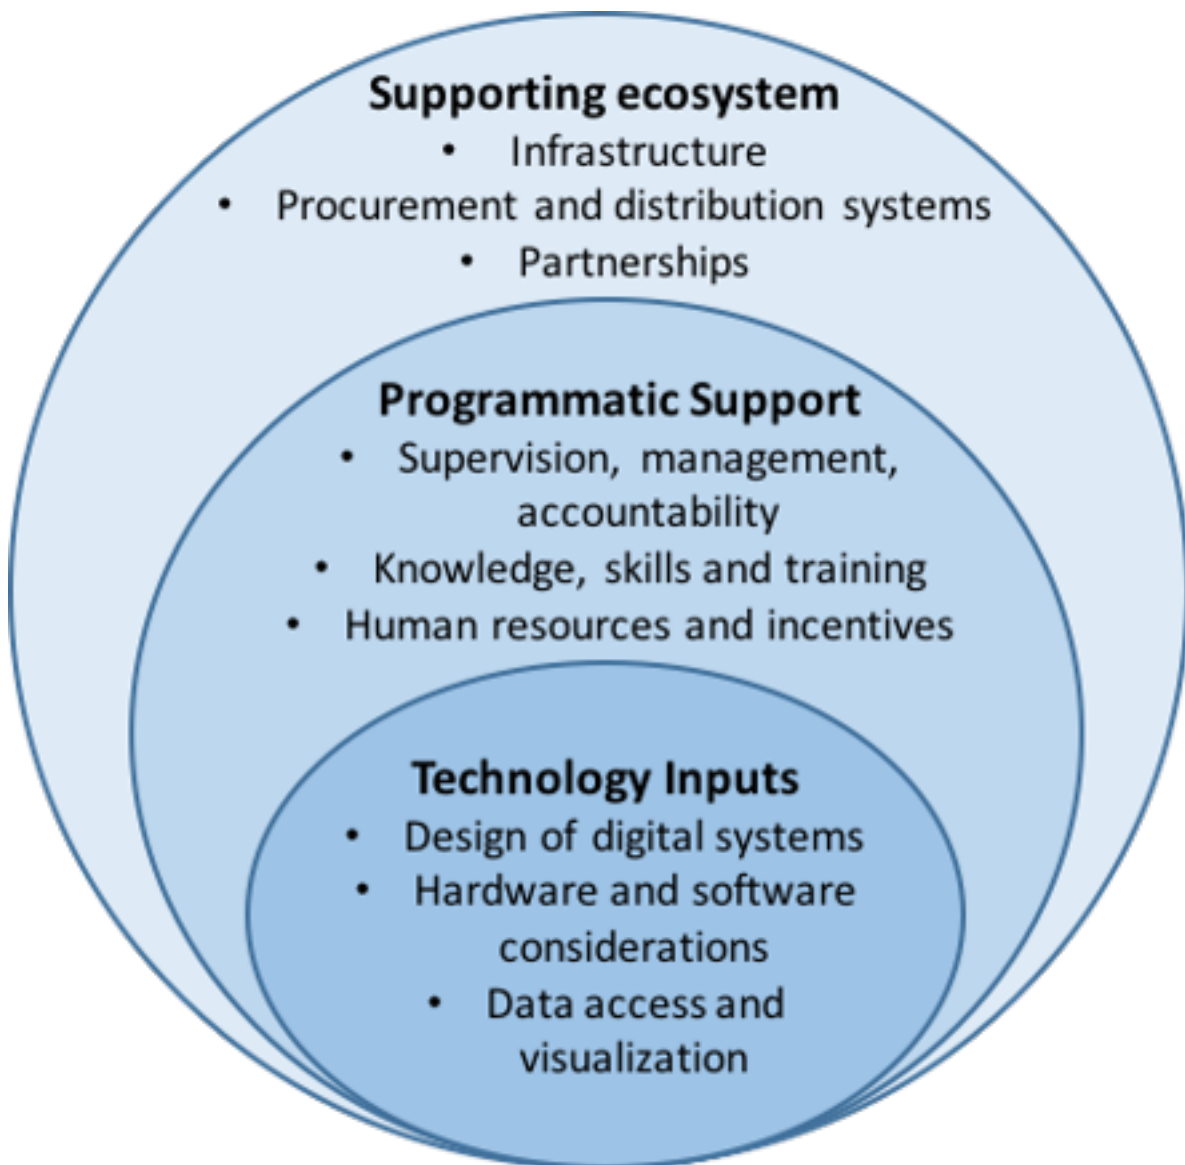 Supporting ecosystem
• Infrastructure
• Procurement and distribution systems
• Partnerships
Programmatic Support
• Supervision, management,
accountability
• Knowledge, skills and training
• Human resources and incentives
Technology Inputs
• Design of digital systems
• Hardware and software
considerations
• Data access and
visualization